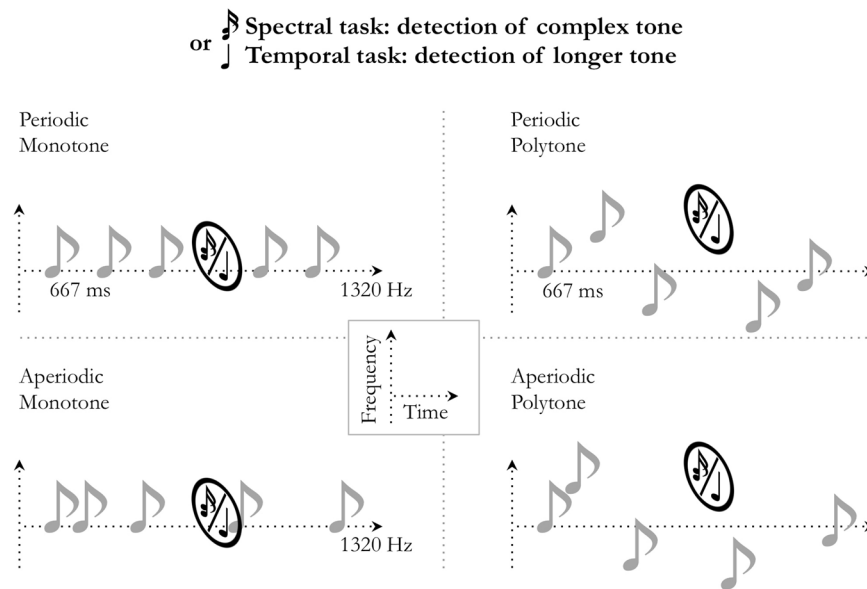 or Spectral task: detection of complex tone
Temporal task: detection of longer tone
Periodic
Monotone
667 ms
1320 Hz
Periodic
Polytone
667 ms
Frequency
Time
Aperiodic
Monotone
1320 Hz
Aperiodic
Polytone